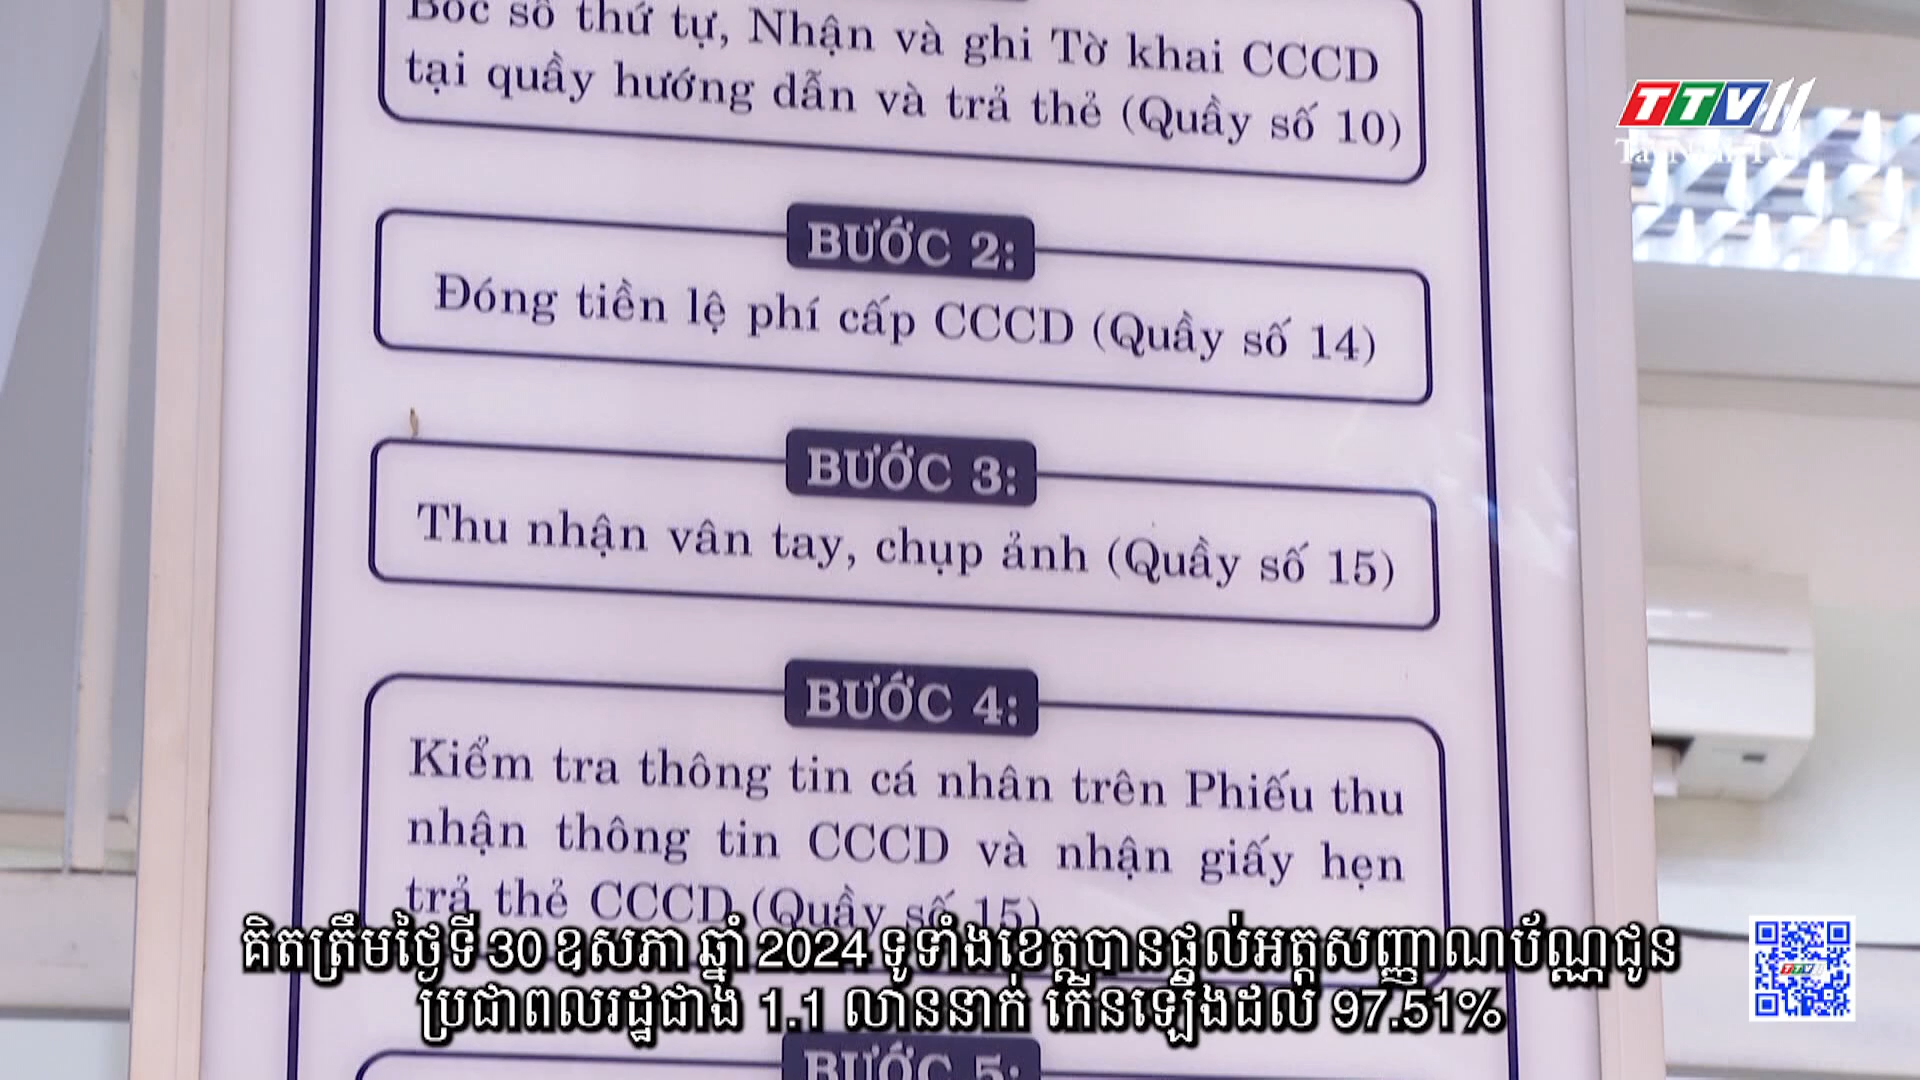 Bốc số thứ tự, Nhận và ghi Tờ khai CCCD
tại quầy hướng dẫn và trả thẻ (Quầy số 10)
BƯỚC 2:
Đóng tiền lệ phí cấp CCCD (Quầy số 14)
BƯỚC 3:
Thu nhận vân tay, chụp ảnh (Quầy số 15)
BƯỚC 4:
Kiểm tra thông tin cá nhân trên Phiếu thu
nhận thông tin CCCD và nhận giấy hẹn
trả thẻ CCCD (Quầy số 15)
BƯỚC 5:
គិតត្រឹមថ្ងៃទី 30 ឧសភា ឆ្នាំ 2024 ទូទាំងខេត្តបានផ្តល់អត្តសញ្ញាណប័ណ្ណជូន
ប្រជាពលរដ្ឋជាង 1.1 លាននាក់ កើនឡើងដល់ 97.51%
TTV11
Tây Ninh TV